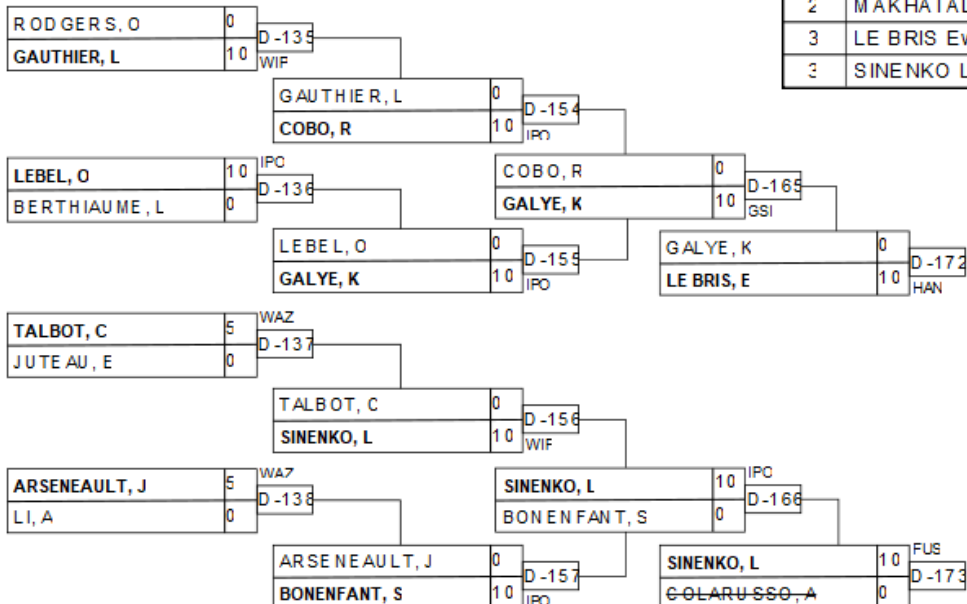 2 MAKHATAD
3 LE BRIS Ew
3 SINENKO L
RODGERS, O 0
D-135
GAUTHIER, L 10
WIF
GAUTHIER, L 0
D-154
COBO, R 10
IPO
LEBEL, O 10
IPO
D-136
BERTHIAUME, L 0
COBO, R 0
D-165
GALYE, K 10
GSI
LEBEL, O 0
D-155
GALYE, K 10
IPO
GALYE, K 0
D-172
LE BRIS, E 10
HAN
TALBOT, C 5
WAZ
D-137
JUTEAU, E 0
TALBOT, C 0
D-156
SINENKO, L 10
WIF
ARSENEAULT, J 5
WAZ
D-138
LI, A 0
SINENKO, L 10
IPO
D-166
BONENFANT, S 0
ARSENEAULT, J 0
D-157
BONENFANT, S 10
IPO
SINENKO, L 10
FUS
D-173
COLARUSSO, A 0